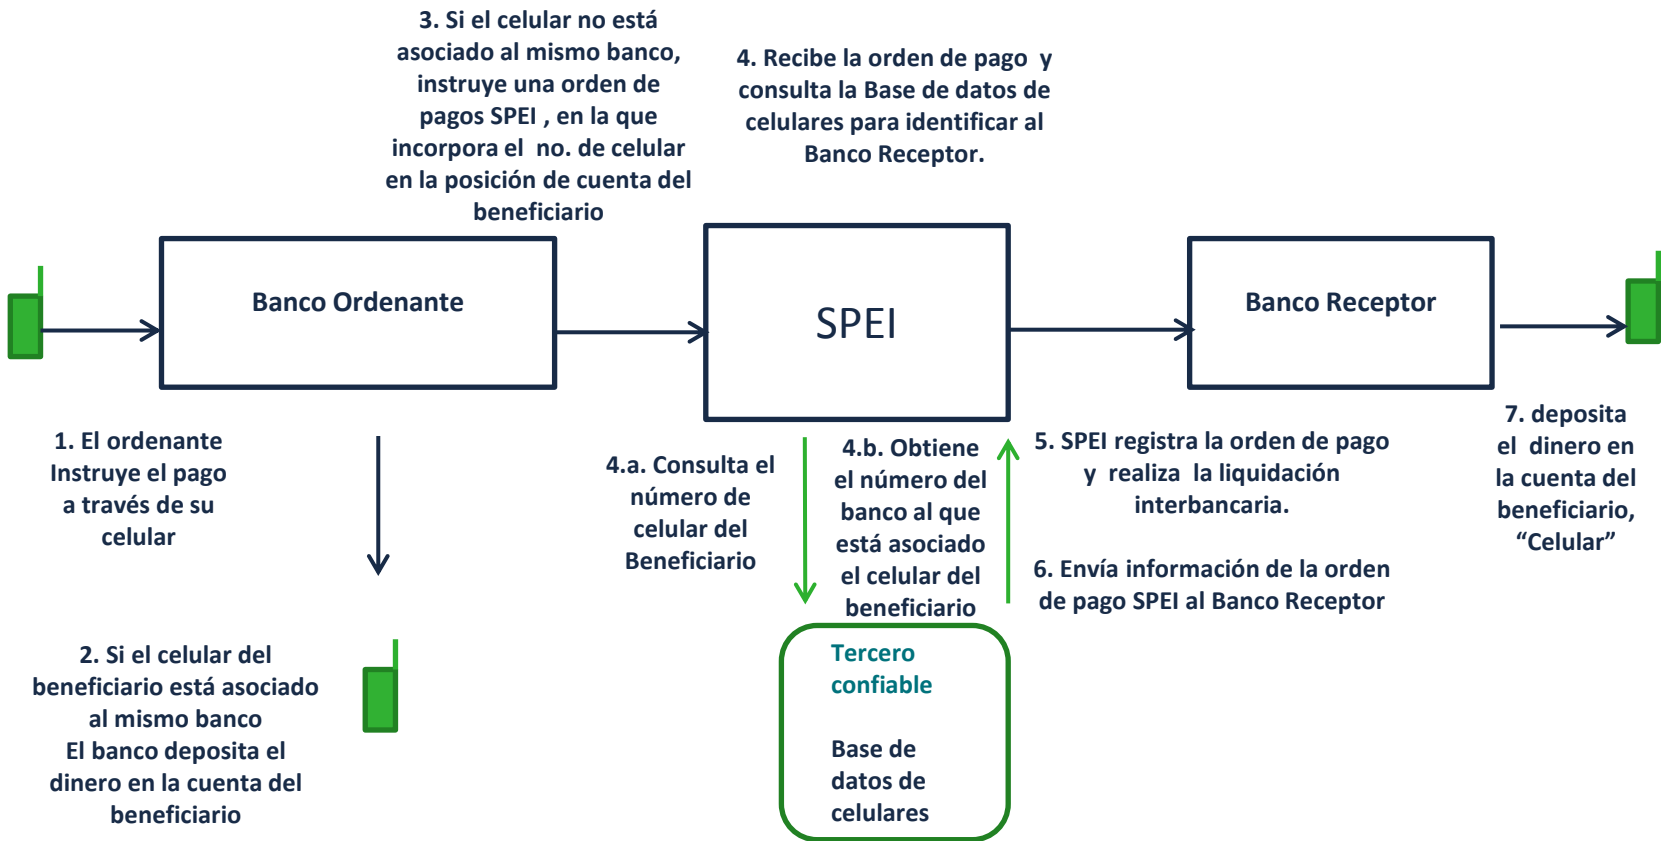 3. Si el celular no está
asociado al mismo banco,
instruye una orden de
pagos SPEI , en la que
incorpora el no. de celular
en la posición de cuenta del
beneficiario
4. Recibe la orden de pago y
consulta la Base de datos de
celulares para identificar al
Banco Receptor.
Banco Ordenante
SPEI
Banco Receptor
1. El ordenante
Instruye el pago
a través de su
celular
4.a. Consulta el
número de
celular del
Beneficiario
4.b. Obtiene
el número del
banco al que
está asociado
el celular del
beneficiario
5. SPEI registra la orden de pago
y realiza la liquidación
interbancaria.
6. Envía información de la orden
de pago SPEI al Banco Receptor
7. deposita
el dinero en
la cuenta del
beneficiario,
“Celular”
2. Si el celular del
beneficiario está asociado
al mismo banco
El banco deposita el
dinero en la cuenta del
beneficiario
Tercero
confiable
Base de
datos de
celulares